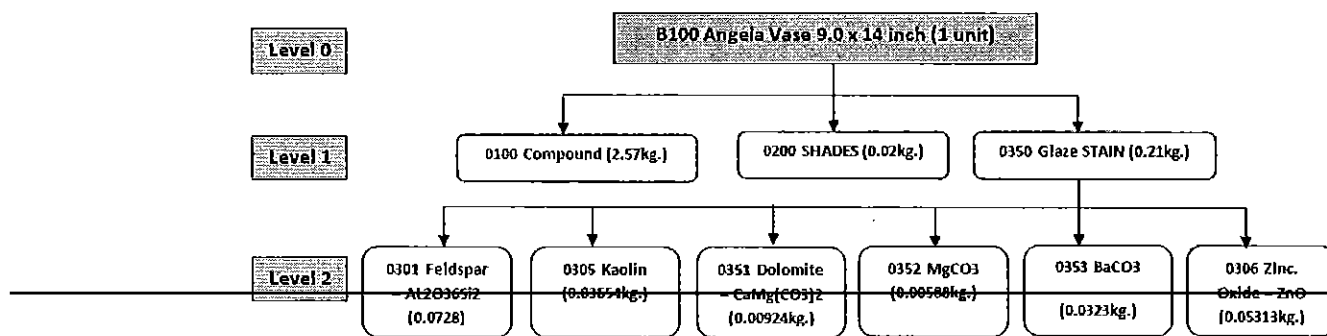 Level 0
B100 Angela Vase 9.0 x 14 inch (1 unit)
Level 1
0100 Compound (2.57kg.)
0200 SHADES (0.02kg.)
0350 Glaze STAIN (0.21kg.)
Level 2
0301 Feldspar
– AL2O36Si2
(0.0728)
0305 Kaolin
(0.03654kg.)
0351 Dolomite
– CaMg(CO3)2
(0.00924kg.)
0352 MgCO3
(0.00588kg.)
0353 BaCO3
(0.0323kg.)
0306 Zinc.
Oxide – ZnO
(0.05313kg.)